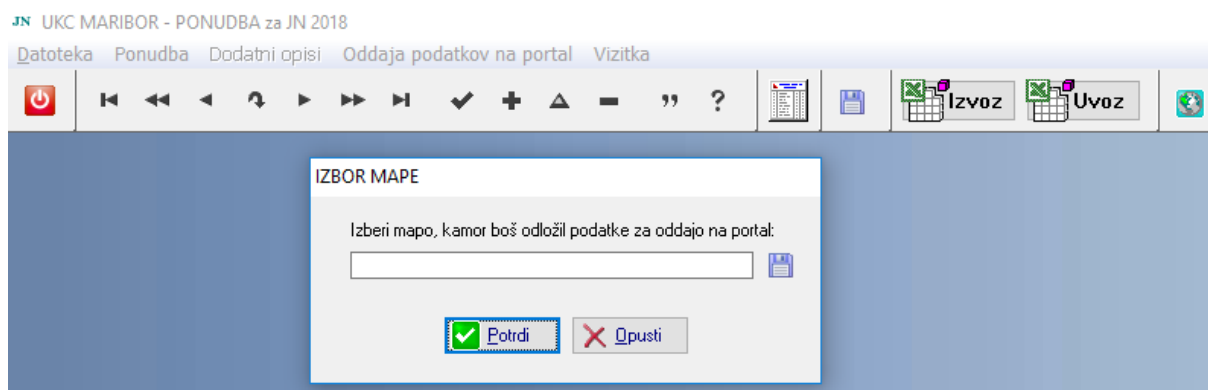 JN UKC MARIBOR - PONUDBA za JN 2018
Datoteka Ponudba Dodatni opisi Oddaja podatkov na portal Vizitka
? Izvoz Uvoz
IZBOR MAPE
Izberi mapo, kamor boš odložil podatke za oddajo na portal:
Potrdi Opusti